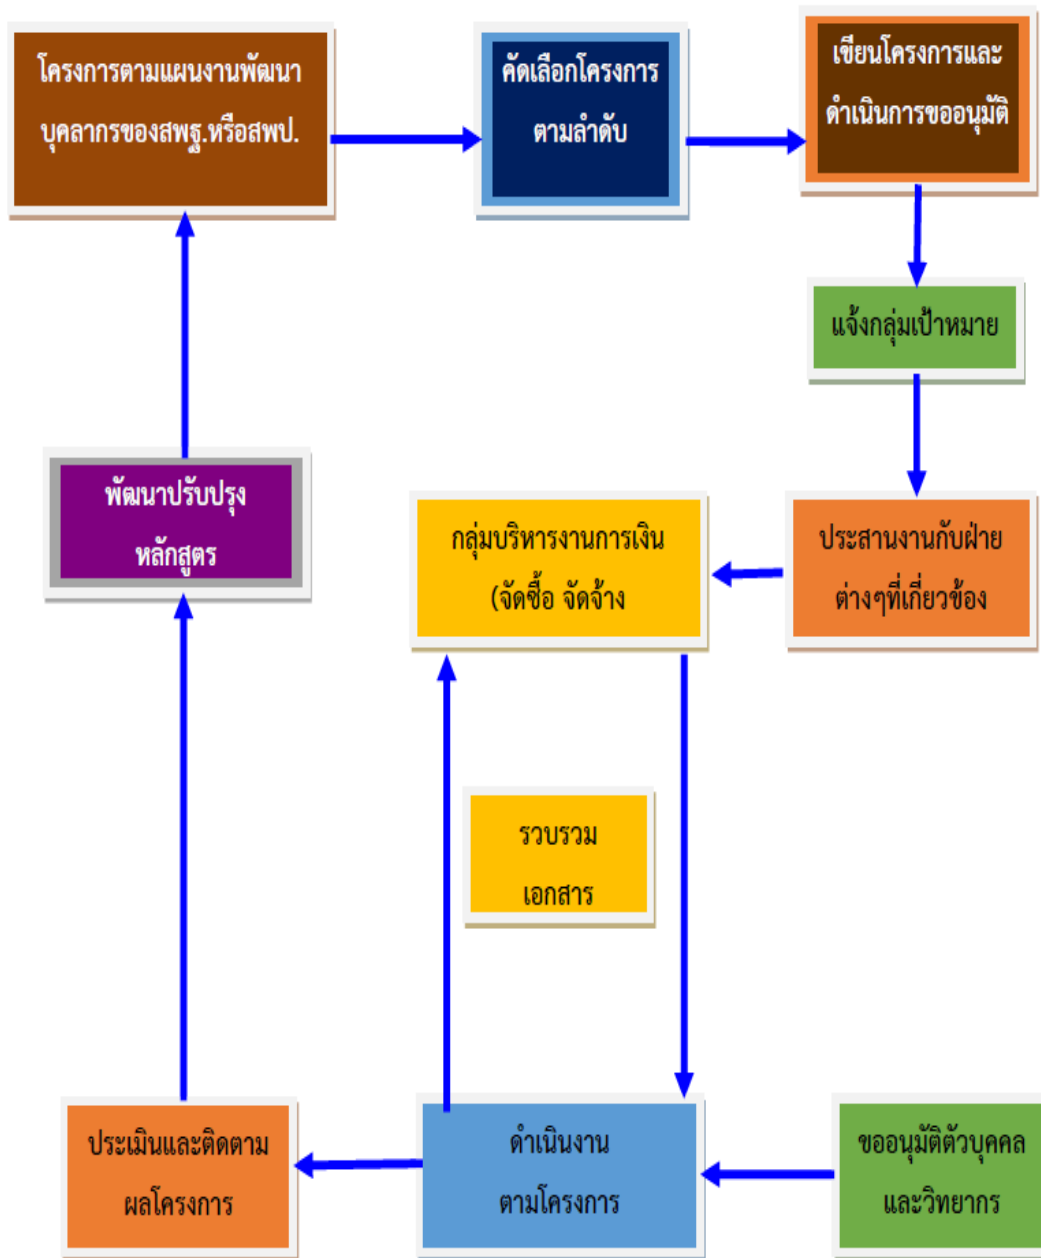 โครงการตามแผนงานพัฒนา
บุคลากรของสพฐ.หรือสพป.
คัดเลือกโครงการ
ตามลำดับ
เขียนโครงการและ
ดำเนินการขออนุมัติ
แจ้งกลุ่มเป้าหมาย
ประสานงานกับฝ่าย
ต่างๆที่เกี่ยวข้อง
กลุ่มบริหารงานการเงิน
(จัดซื้อ จัดจ้าง
พัฒนาปรับปรุง
หลักสูตร
รวบรวม
เอกสาร
ประเมินและติดตาม
ผลโครงการ
ดำเนินงาน
ตามโครงการ
ขออนุมัติตัวบุคคล
และวิทยากร